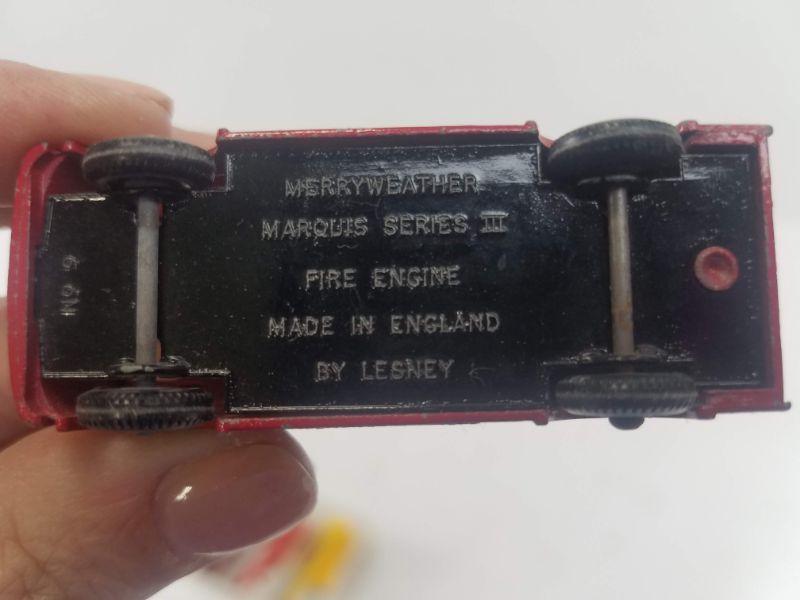 MERRYWEATHER
MARQUIS SERIES III
FIRE ENGINE
MADE IN ENGLAND
BY LESNEY
No 9